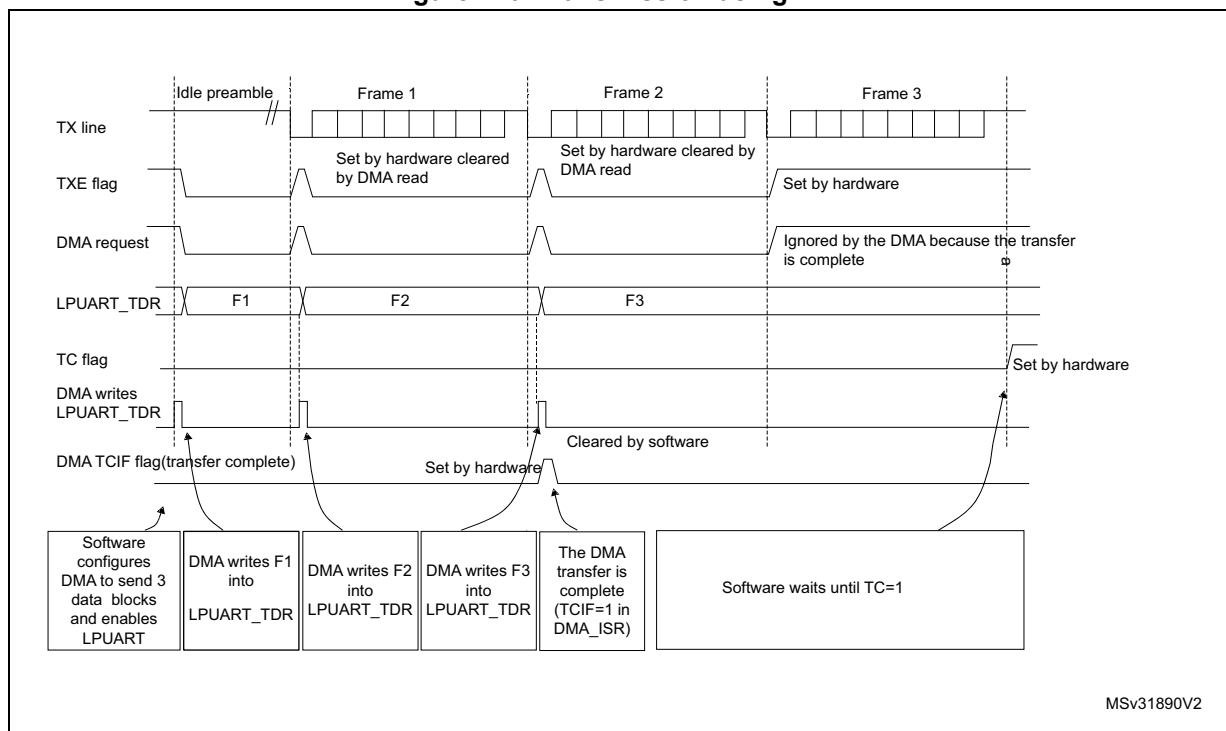 Idle preamble
Frame 1
Frame 2
Frame 3
TX line
Set by hardware cleared
by DMA read
Set by hardware cleared by
DMA read
TXE flag
Set by hardware
DMA request
Ignored by the DMA because the transfer
is complete
LPUART_TDR
F1
F2
F3
TC flag
Set by hardware
DMA writes
LPUART_TDR
Cleared by software
DMA TCIF flag(transfer complete)
Set by hardware
Software
configures
DMA to send 3
data blocks
and enables
LPUART
DMA writes F1
into
LPUART_TDR
DMA writes F2
into
LPUART_TDR
DMA writes F3
into
LPUART_TDR
The DMA
transfer is
complete
(TCIF=1 in
DMA_ISR)
Software waits until TC=1
MSv31890V2